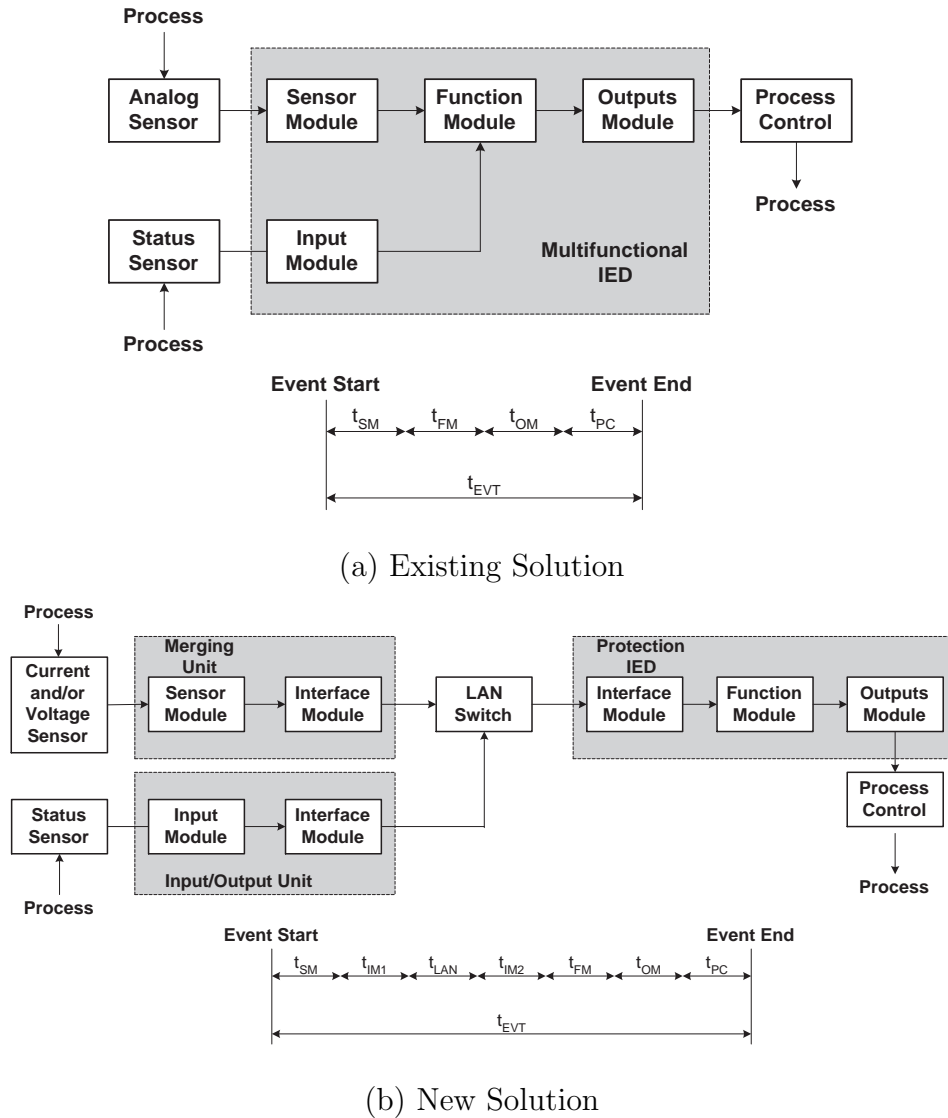 Process
Analog
Sensor
Sensor
Module
Function
Module
Outputs
Module
Process
Control
Process
Status
Sensor
Input
Module
Multifunctional
IED
Process
Event Start
Event End
tSM
tFM
tOM
tPC
tEVT
(a) Existing Solution
Process
Current
and/or
Voltage
Sensor
Merging
Unit
Sensor
Module
Interface
Module
LAN
Switch
Protection
IED
Interface
Module
Function
Module
Outputs
Module
Status
Sensor
Input
Module
Interface
Module
Process
Control
Input/Output Unit
Process
Process
Event Start
Event End
tSM
tIM1
tLAN
tIM2
tFM
tOM
tPC
tEVT
(b) New Solution